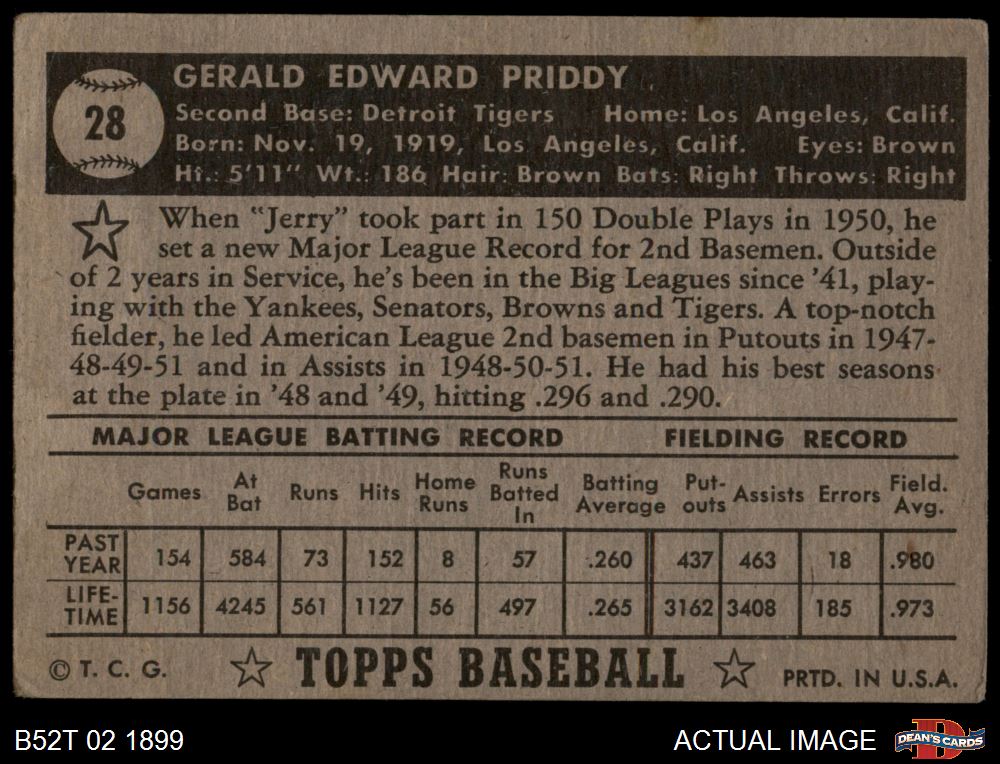 28
GERALD EDWARD PRIDDY
Second Base: Detroit Tigers Home: Los Angeles, Calif.
Born: Nov. 19, 1919, Los Angeles, Calif. Eyes: Brown
Ht.: 5'11" Wt.: 186 Hair: Brown Bats: Right Throws: Right
When "Jerry" took part in 150 Double Plays in 1950, he
set a new Major League Record for 2nd Basemen. Outside
of 2 years in Service, he's been in the Big Leagues since '41, play-
ing with the Yankees, Senators, Browns and Tigers. A top-notch
fielder, he led American League 2nd basemen in Putouts in 1947-
48-49-51 and in Assists in 1948-50-51. He had his best seasons
at the plate in '48 and '49, hitting .296 and .290.
MAJOR LEAGUE BATTING RECORD FIELDING RECORD
Games At Bat Runs Hits Home Runs Runs Batted In Batting Average Put-outs Assists Errors Field. Avg.
PAST YEAR 154 584 73 152 8 57 .260 437 463 18 .980
LIFE-TIME 1156 4245 561 1127 56 497 .265 3162 3408 185 .973
© T. C. G. TOPPS BASEBALL PRTD. IN U.S.A.
B52T 02 1899 ACTUAL IMAGE DEAN'S CARDS